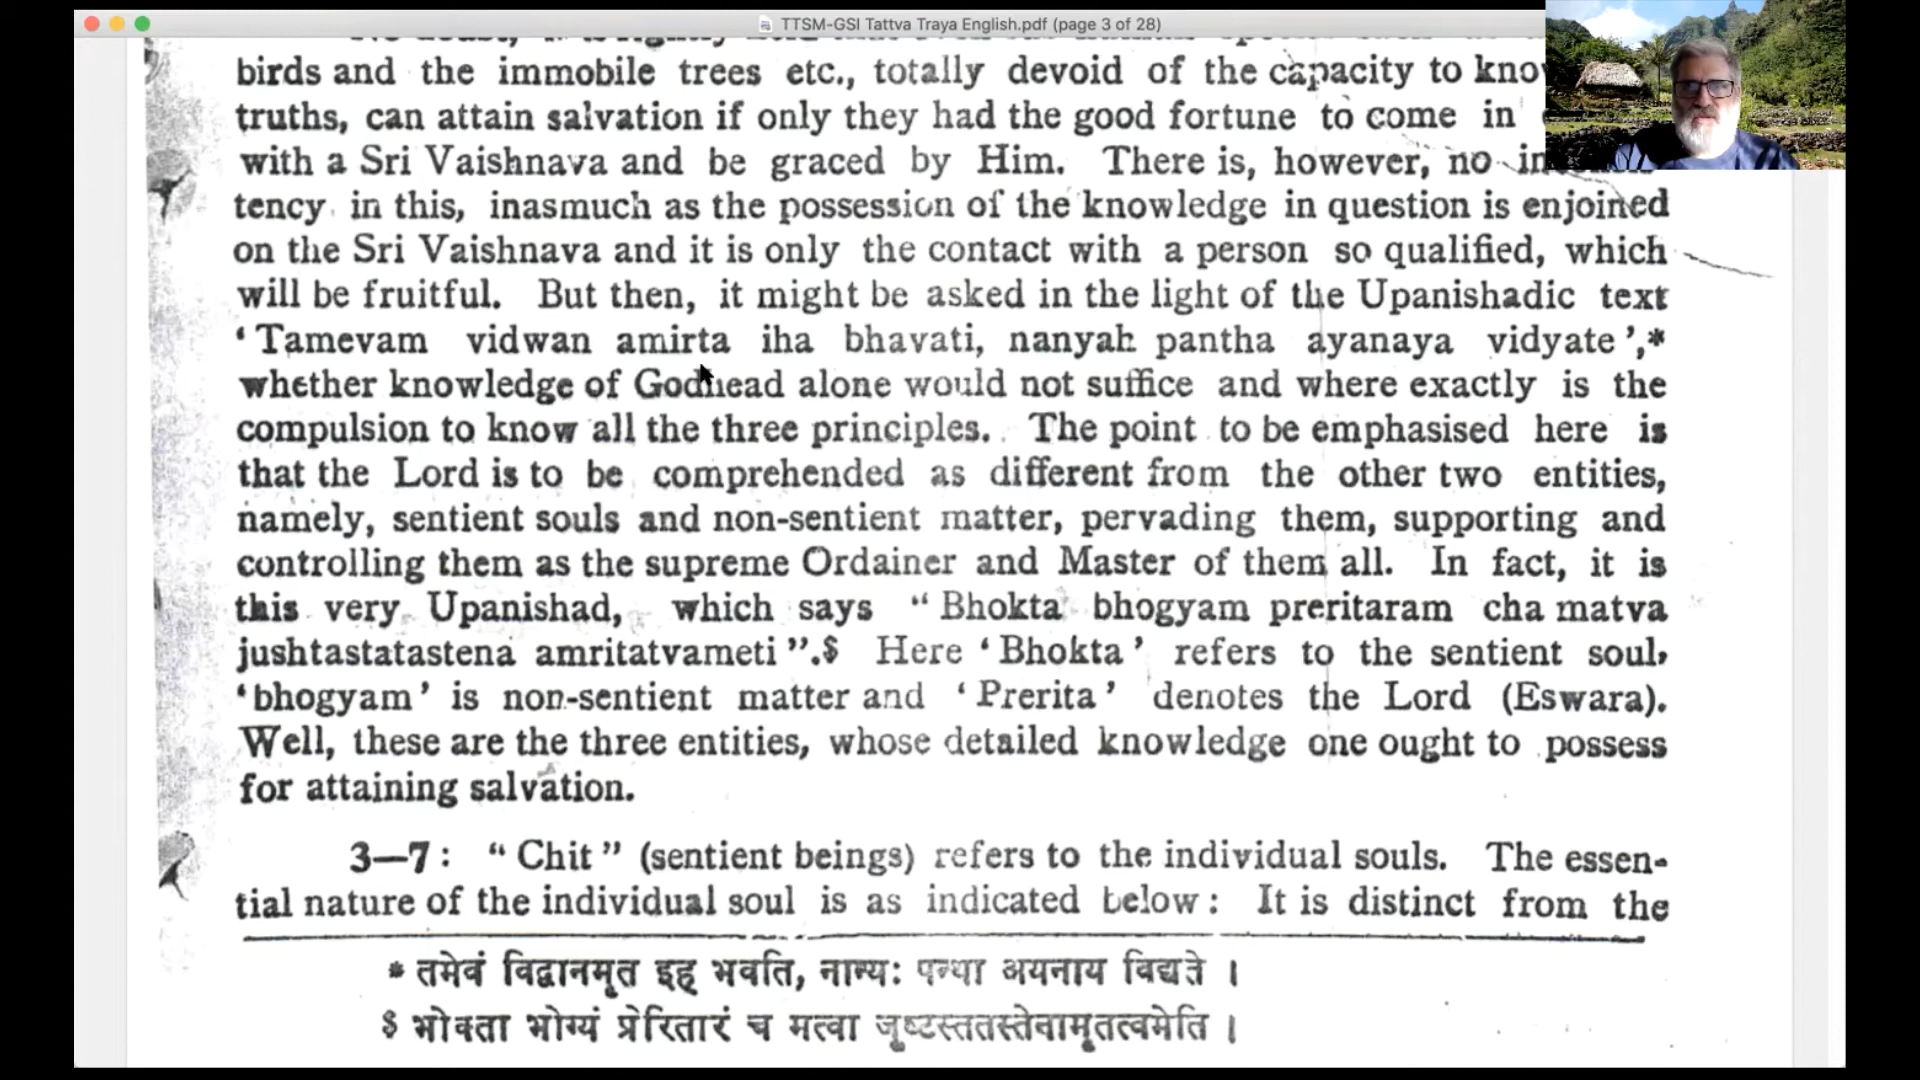 TTSM-GSI Tattva Traya English.pdf (page 3 of 28)
birds and the immobile trees etc., totally devoid of the capacity to kno
truths, can attain salvation if only they had the good fortune to come in
with a Sri Vaishnava and be graced by Him. There is, however, no in
tency in this, inasmuch as the possession of the knowledge in question is enjoined
on the Sri Vaishnava and it is only the contact with a person so qualified, which
will be fruitful. But then, it might be asked in the light of the Upanishadic text
‘Tamevam vidwan amirta iha bhavati, nanyah pantha ayanaya vidyate’,*
whether knowledge of Godhead alone would not suffice and where exactly is the
compulsion to know all the three principles. The point to be emphasised here is
that the Lord is to be comprehended as different from the other two entities,
namely, sentient souls and non-sentient matter, pervading them, supporting and
controlling them as the supreme Ordainer and Master of them all. In fact, it is
this very Upanishad, which says “Bhokta bhogyam preritaram cha matva
jushtastatastena amritatvameti”.$ Here ‘Bhokta’ refers to the sentient soul,
‘bhogyam’ is non-sentient matter and ‘Prerita’ denotes the Lord (Eswara).
Well, these are the three entities, whose detailed knowledge one ought to possess
for attaining salvation.
3—7: “Chit” (sentient beings) refers to the individual souls. The essen-
tial nature of the individual soul is as indicated below: It is distinct from the
* तमेवं विद्वानमृत इह भवति, नान्यः पन्था अयनाय विद्यते ।
$ भोक्ता भोग्यं प्रेरितारं च मत्वा जुष्टस्ततस्तेनामृतत्वमेति ।